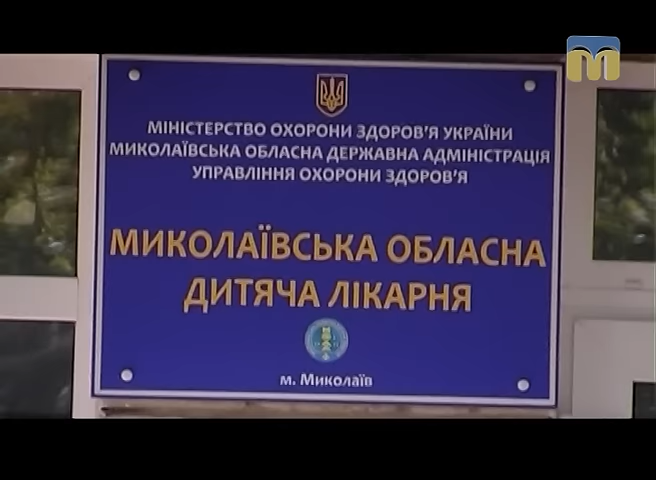 МІНІСТЕРСТВО ОХОРОНИ ЗДОРОВ'Я УКРАЇНИ
МИКОЛАЇВСЬКА ОБЛАСНА ДЕРЖАВНА АДМІНІСТРАЦІЯ
УПРАВЛІННЯ ОХОРОНИ ЗДОРОВ'Я
МИКОЛАЇВСЬКА ОБЛАСНА
ДИТЯЧА ЛІКАРНЯ
м. Миколаїв